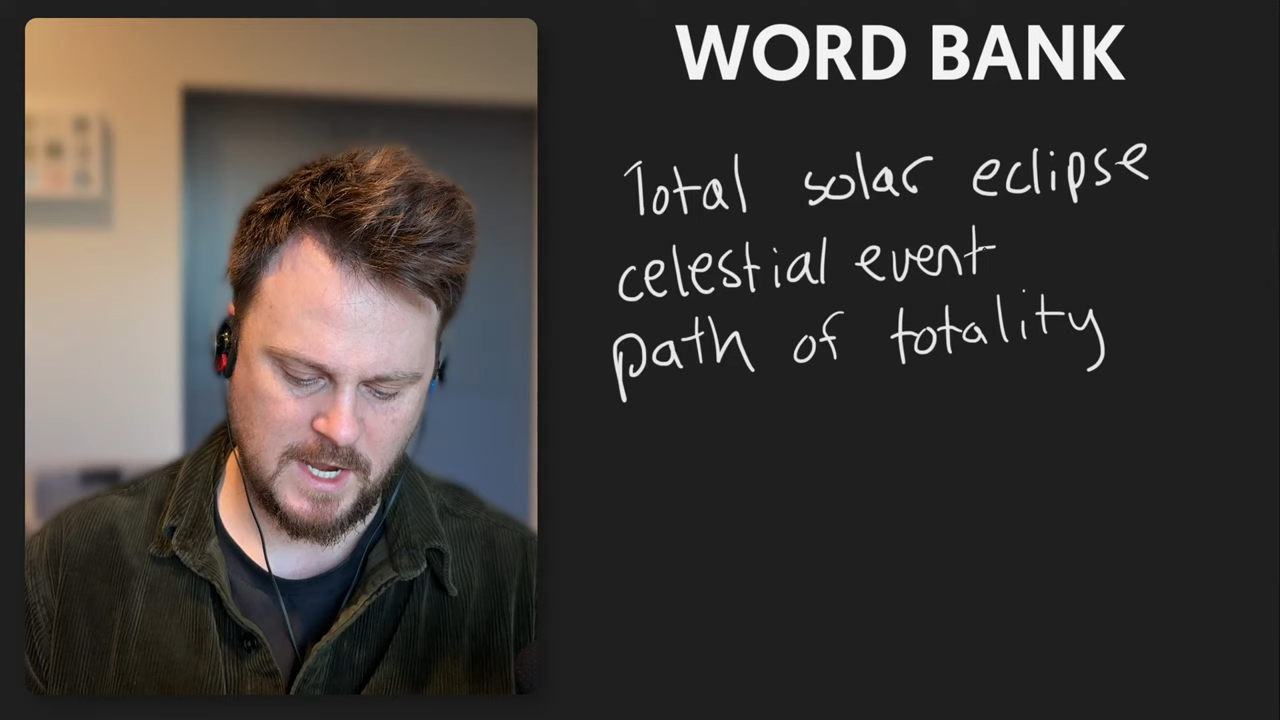 WORD BANK
Total solar eclipse
celestial event
path of totality